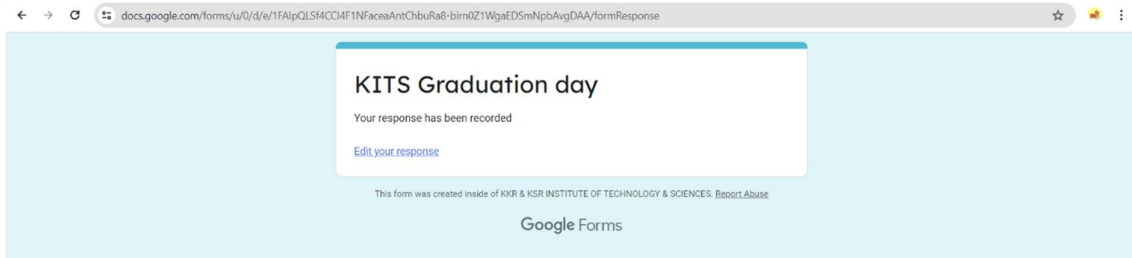 docs.google.com/forms/u/0/d/e/1FAIpQLSf4CCl4F1NFaceaAntChbuRa8-birn0Z1WgaEDSmNpbAvgDAA/formResponse
KITS Graduation day
Your response has been recorded
Edit your response
This form was created inside of KKR & KSR INSTITUTE OF TECHNOLOGY & SCIENCES. Report Abuse
Google Forms